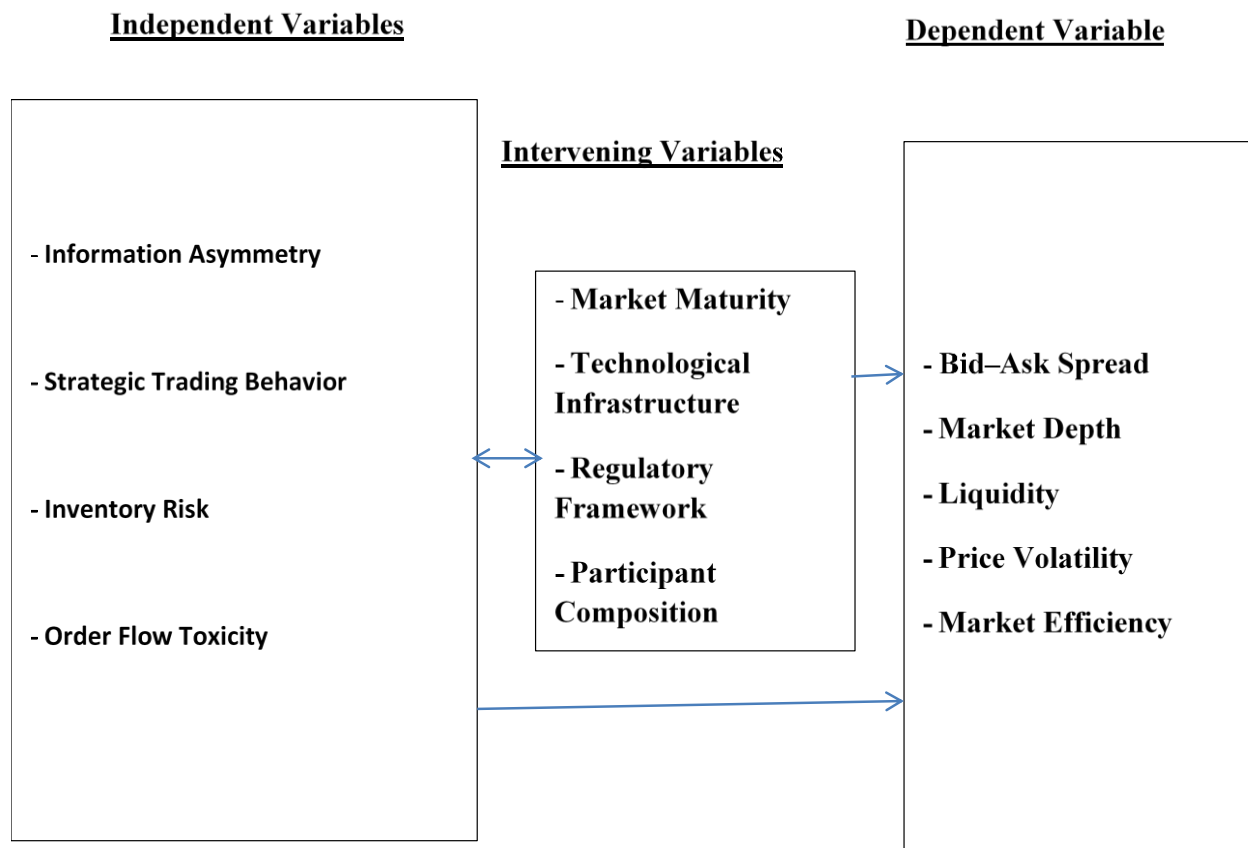 Independent Variables
Dependent Variable
Intervening Variables
- Information Asymmetry
- Strategic Trading Behavior
- Inventory Risk
- Order Flow Toxicity
- Market Maturity
- Technological
Infrastructure
- Regulatory
Framework
- Participant
Composition
- Bid–Ask Spread
- Market Depth
- Liquidity
- Price Volatility
- Market Efficiency